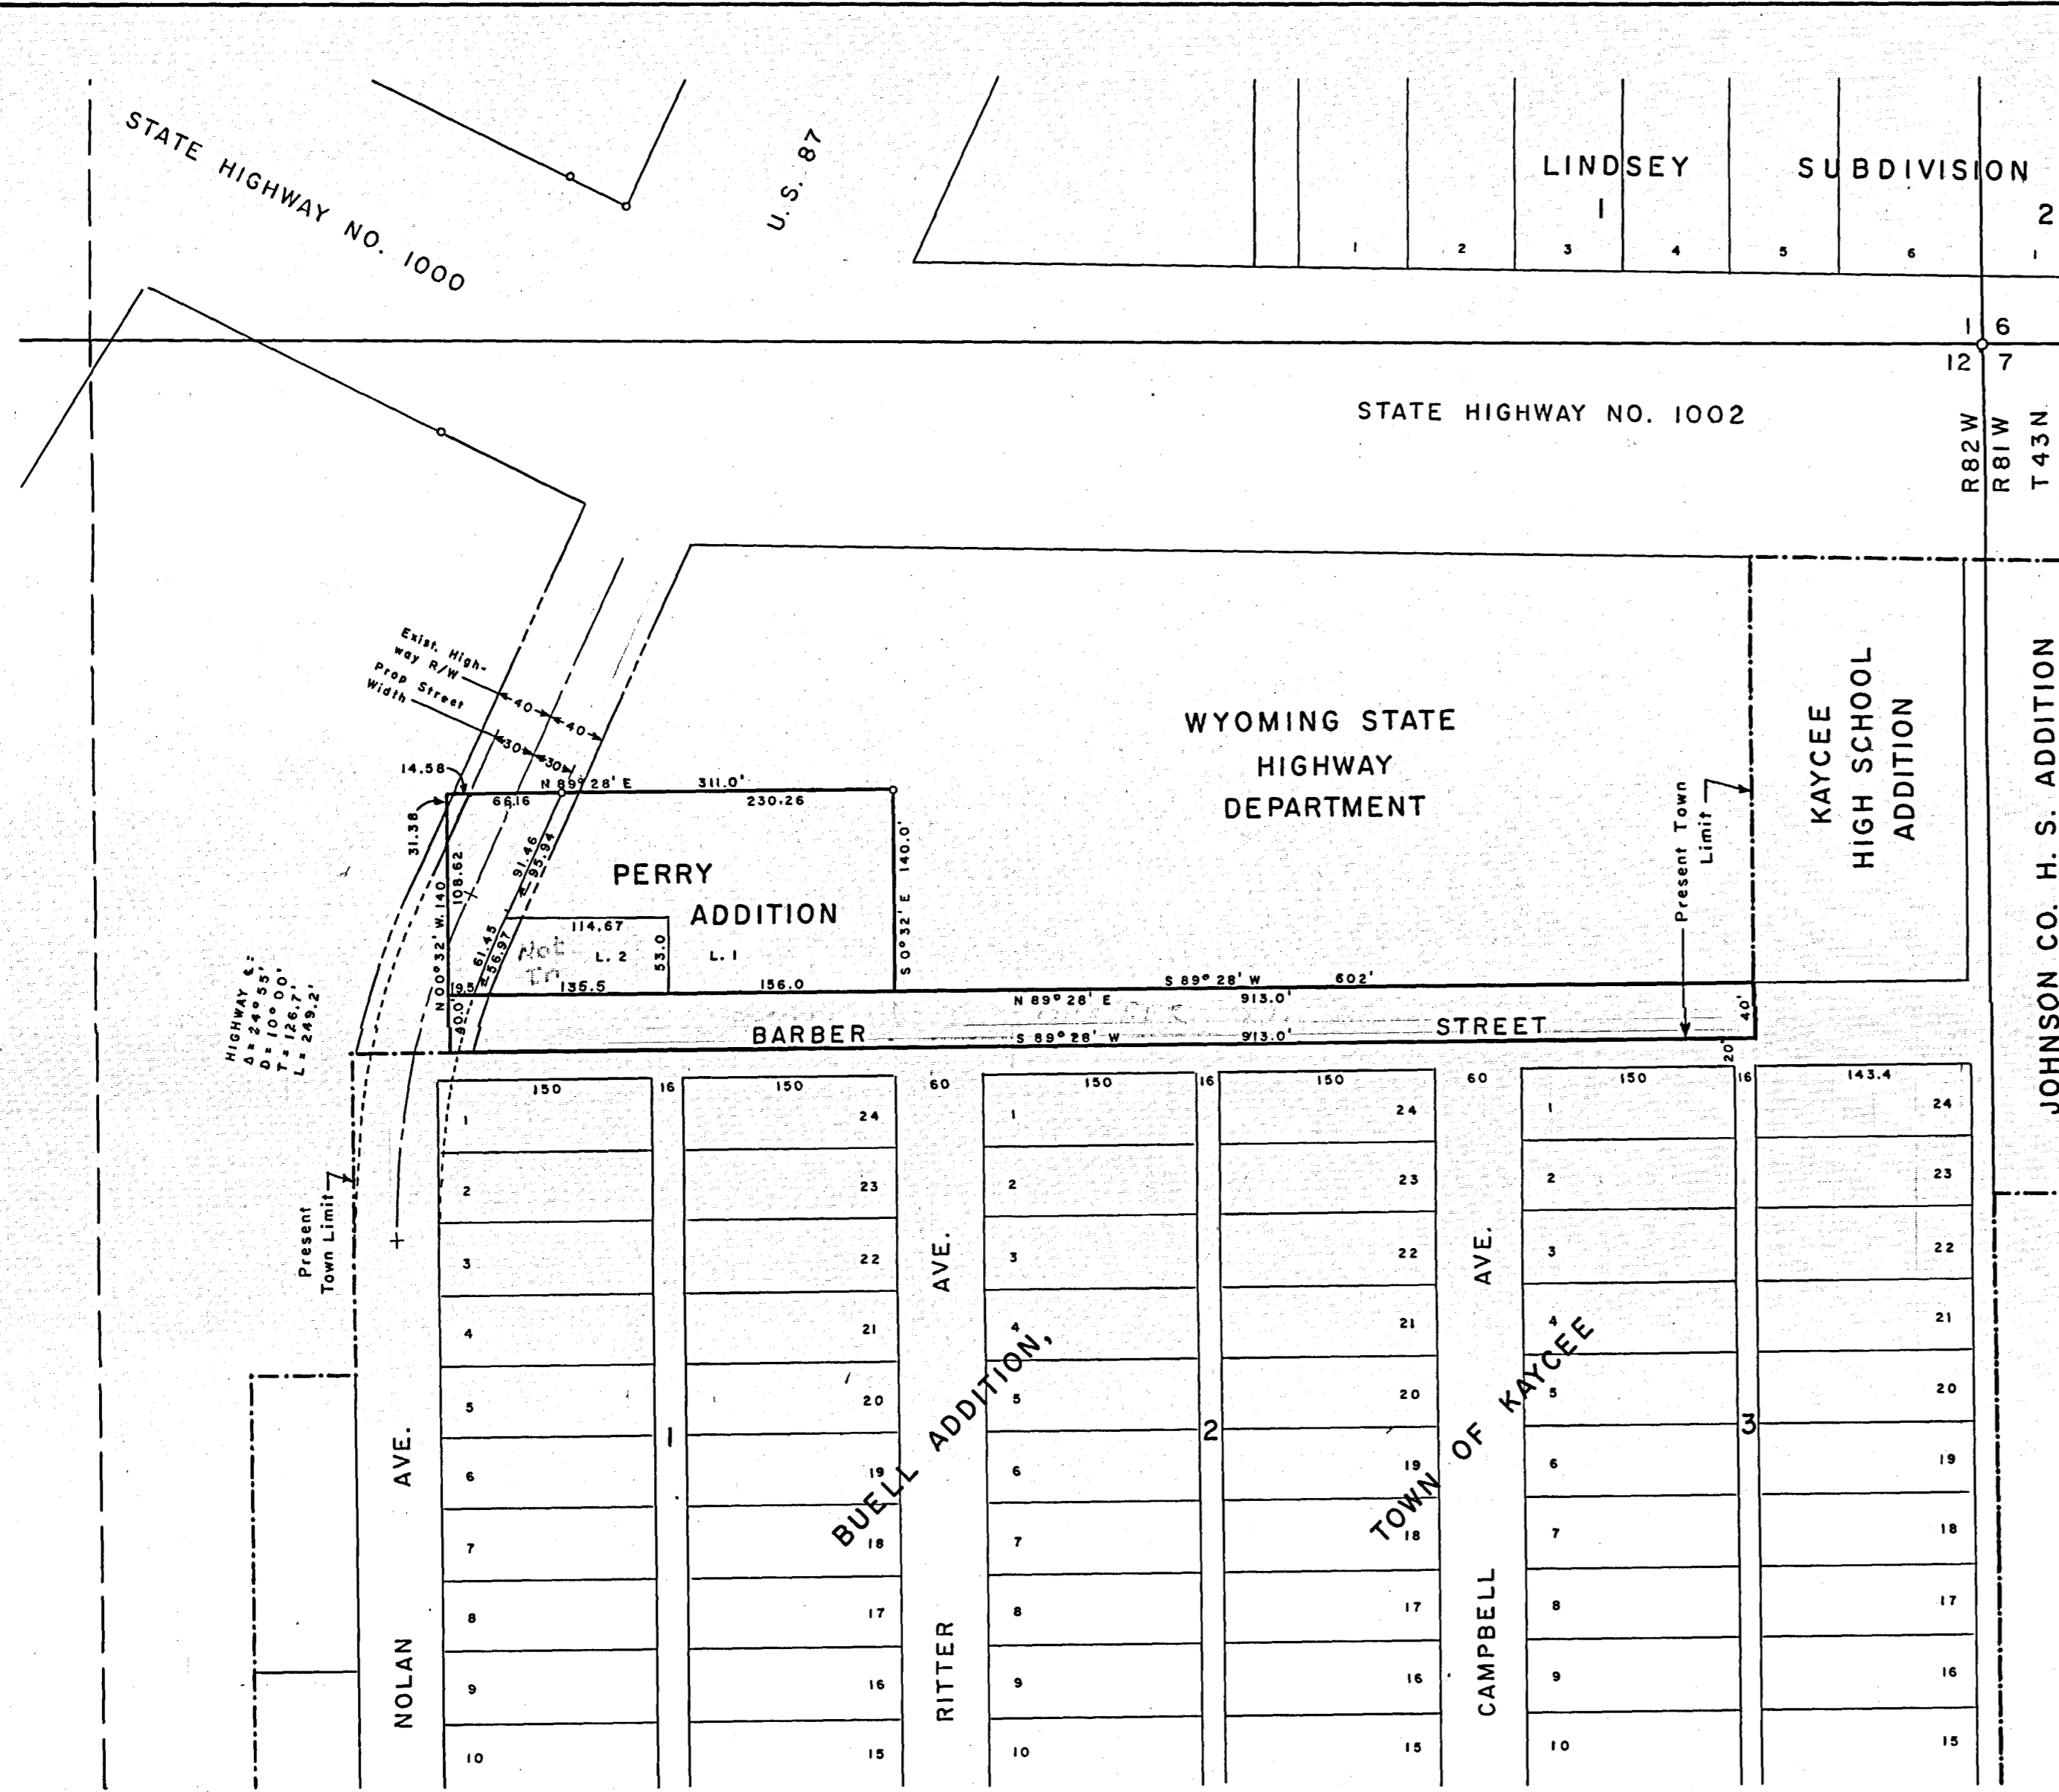 STATE HIGHWAY NO. 1000
U.S. 87
LINDSEY SUBDIVISION
1
2
1 2 3 4 5 6 1
1 6
12 7
STATE HIGHWAY NO. 1002
R82W
R81W
T43N
Exist. High-
way R/W
Prop Street
Width
40 40
30 30
14.58
N 89° 28' E 311.0'
66.16 230.26
31.38
N 0° 32' W. 140
108.62
91.46
95.94
61.45
56.97
PERRY
ADDITION
114.67
53.0
L. 2
L. 1
Not
In
19.5 135.5 156.0
40.0'
S 0° 32' E 140.0'
WYOMING STATE
HIGHWAY
DEPARTMENT
Present Town
Limit
KAYCEE
HIGH SCHOOL
ADDITION
JOHNSON CO. H. S. ADDITION
S 89° 28' W 602'
N 89° 28' E 913.0'
BARBER STREET
S 89° 28' W 913.0'
40'
20'
HIGHWAY ℄:
Δ = 24° 55'
D = 10° 00'
T = 126.7'
L = 249.2'
Present
Town Limit
150 16 150 60 150 16 150 60 150 16 143.4
1 24 1 24 1 24
2 23 2 23 2 23
3 22 3 22 3 22
4 21 4 21 4 21
5 20 5 20 5 20
1 2 3
6 19 6 19 6 19
7 18 7 18 7 18
8 17 8 17 8 17
9 16 9 16 9 16
10 15 10 15 10 15
NOLAN AVE.
RITTER AVE.
CAMPBELL AVE.
BUELL ADDITION,
TOWN OF KAYCEE